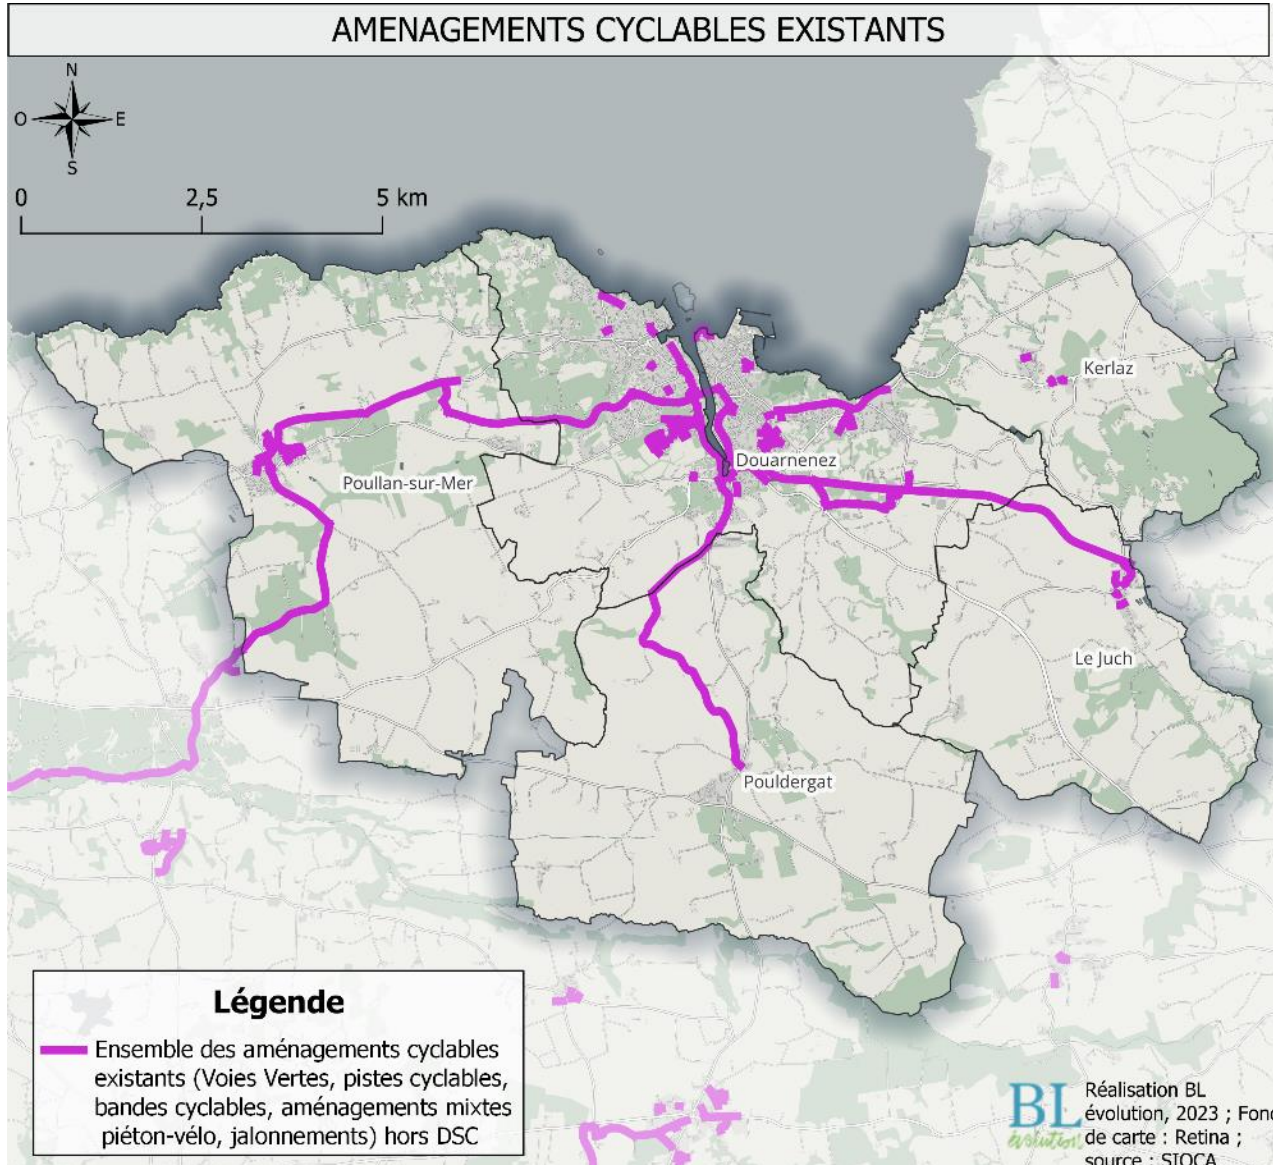 AMENAGEMENTS CYCLABLES EXISTANTS
N
O E
S
0 2,5 5 km
Kerlaz
Douarnenez
Poullan-sur-Mer
Le Juch
Pouldergat
Légende
Ensemble des aménagements cyclables
existants (Voies Vertes, pistes cyclables,
bandes cyclables, aménagements mixtes
piéton-vélo, jalonnements) hors DSC
BL
évolution
Réalisation BL
évolution, 2023 ; Fond
de carte : Retina ;
source : SIOCA